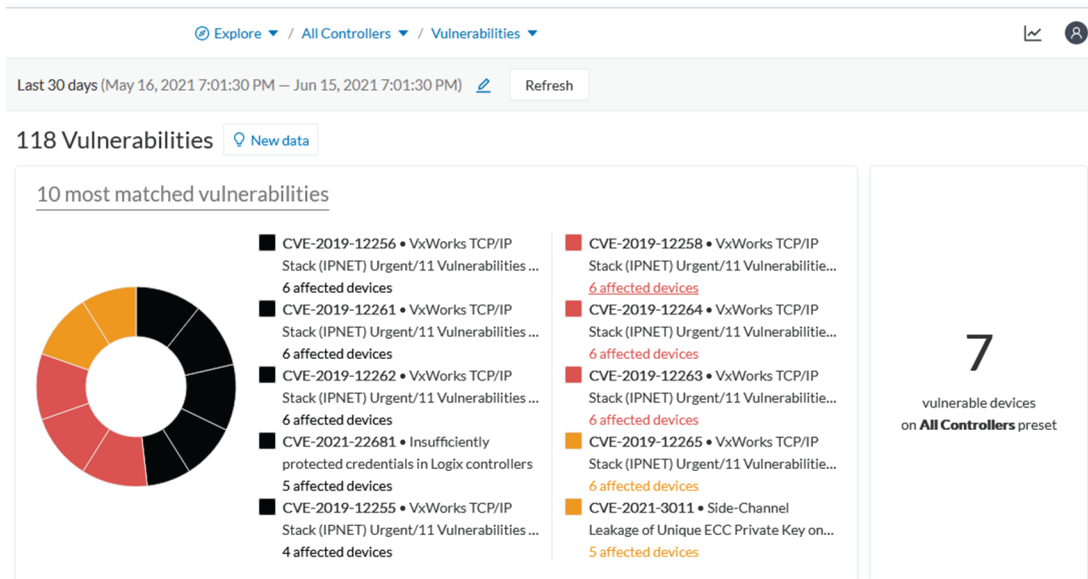 Explore / All Controllers / Vulnerabilities
Last 30 days (May 16, 2021 7:01:30 PM — Jun 15, 2021 7:01:30 PM) Refresh
118 Vulnerabilities New data
10 most matched vulnerabilities
CVE-2019-12256 • VxWorks TCP/IP
Stack (IPNET) Urgent/11 Vulnerabilities ...
6 affected devices
CVE-2019-12261 • VxWorks TCP/IP
Stack (IPNET) Urgent/11 Vulnerabilities ...
6 affected devices
CVE-2019-12262 • VxWorks TCP/IP
Stack (IPNET) Urgent/11 Vulnerabilities ...
6 affected devices
CVE-2021-22681 • Insufficiently
protected credentials in Logix controllers
5 affected devices
CVE-2019-12255 • VxWorks TCP/IP
Stack (IPNET) Urgent/11 Vulnerabilities ...
4 affected devices
CVE-2019-12258 • VxWorks TCP/IP
Stack (IPNET) Urgent/11 Vulnerabilitie...
6 affected devices
CVE-2019-12264 • VxWorks TCP/IP
Stack (IPNET) Urgent/11 Vulnerabilitie...
6 affected devices
CVE-2019-12263 • VxWorks TCP/IP
Stack (IPNET) Urgent/11 Vulnerabilitie...
6 affected devices
CVE-2019-12265 • VxWorks TCP/IP
Stack (IPNET) Urgent/11 Vulnerabilitie...
6 affected devices
CVE-2021-3011 • Side-Channel
Leakage of Unique ECC Private Key on...
5 affected devices
7
vulnerable devices
on All Controllers preset